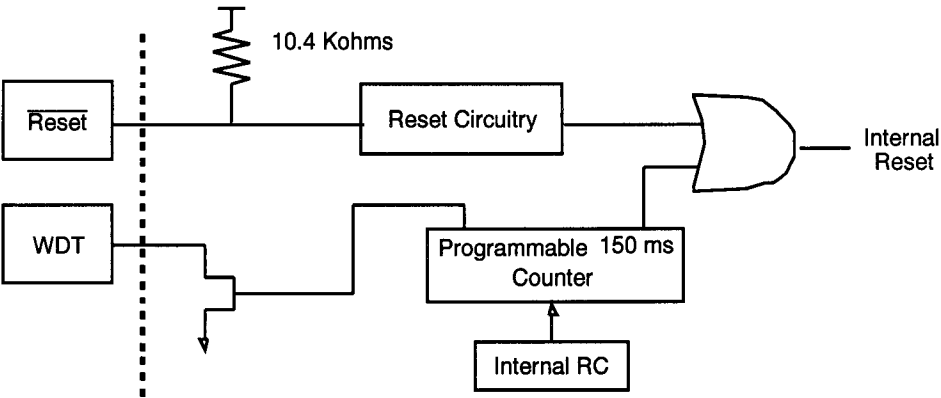 10.4 Kohms
Reset
Reset Circuitry
Internal
Reset
WDT
Programmable 150 ms
Counter
Internal RC